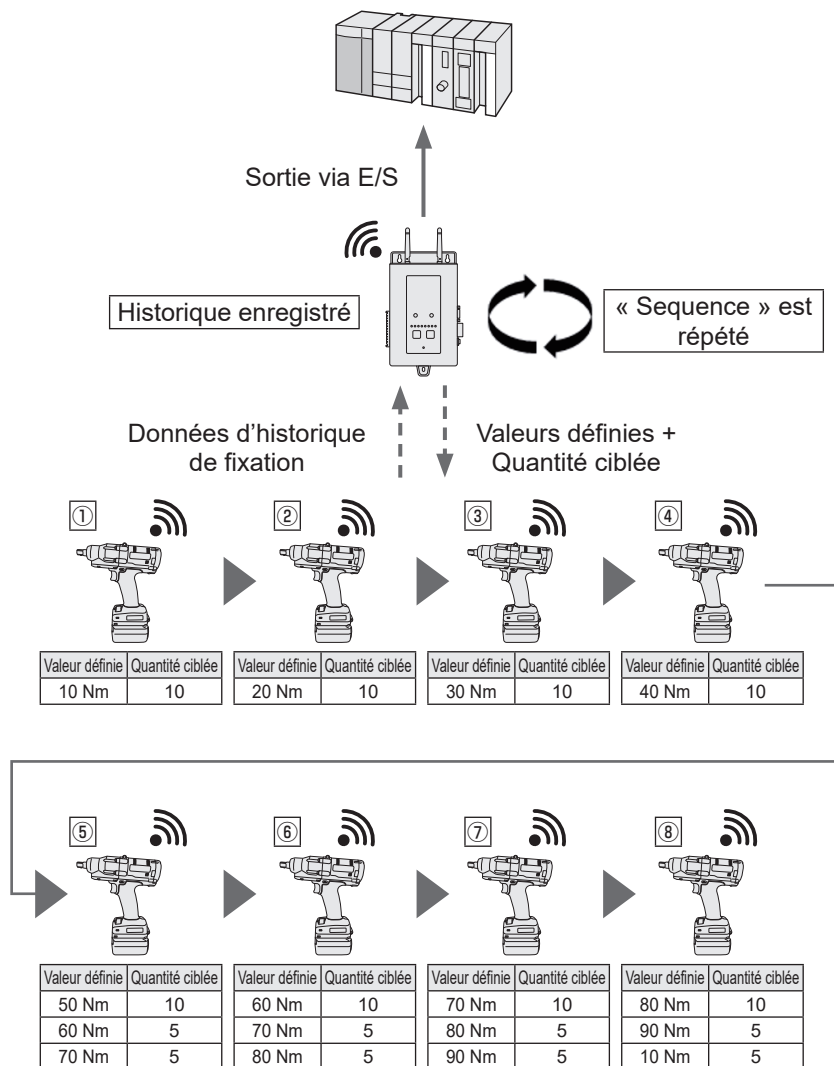 Sortie via E/S
Historique enregistré
« Sequence » est
répété
Données d’historique
de fixation
Valeurs définies +
Quantité ciblée
① ② ③ ④
Valeur définie Quantité ciblée Valeur définie Quantité ciblée Valeur définie Quantité ciblée Valeur définie Quantité ciblée
10 Nm 10 20 Nm 10 30 Nm 10 40 Nm 10
⑤ ⑥ ⑦ ⑧
Valeur définie Quantité ciblée Valeur définie Quantité ciblée Valeur définie Quantité ciblée Valeur définie Quantité ciblée
50 Nm 10 60 Nm 10 70 Nm 10 80 Nm 10
60 Nm 5 70 Nm 5 80 Nm 5 90 Nm 5
70 Nm 5 80 Nm 5 90 Nm 5 10 Nm 5